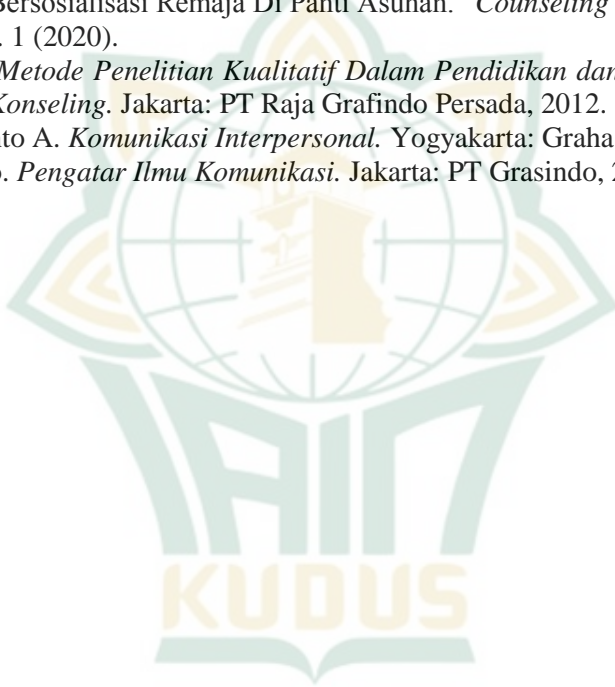 Bersosialisasi Remaja Di Panti Asuhan." Counseling
. 1 (2020).
Metode Penelitian Kualitatif Dalam Pendidikan dan
Konseling. Jakarta: PT Raja Grafindo Persada, 2012.
to A. Komunikasi Interpersonal. Yogyakarta: Graha
. Pengatar Ilmu Komunikasi. Jakarta: PT Grasindo,
IAIN
KUDUS